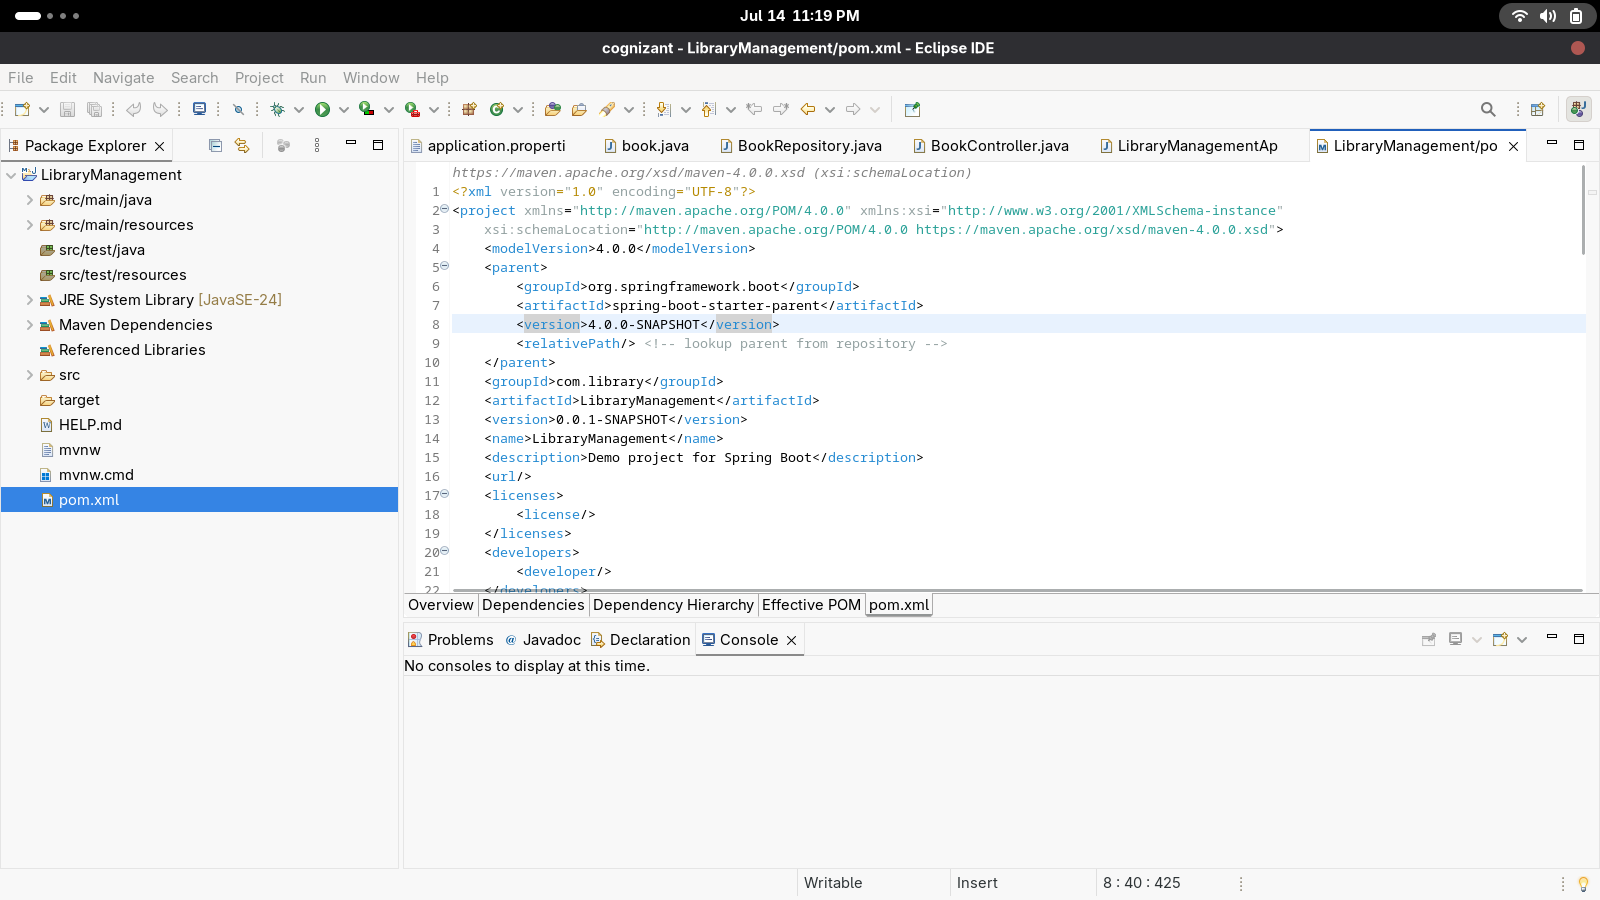 Jul 14 11:19 PM
cognizant - LibraryManagement/pom.xml - Eclipse IDE
File Edit Navigate Search Project Run Window Help
Package Explorer
LibraryManagement
src/main/java
src/main/resources
src/test/java
src/test/resources
JRE System Library [JavaSE-24]
Maven Dependencies
Referenced Libraries
src
target
HELP.md
mvnw
mvnw.cmd
pom.xml
application.properti book.java BookRepository.java BookController.java LibraryManagementAp LibraryManagement/po
https://maven.apache.org/xsd/maven-4.0.0.xsd (xsi:schemaLocation)
1 <?xml version="1.0" encoding="UTF-8"?>
2 <project xmlns="http://maven.apache.org/POM/4.0.0" xmlns:xsi="http://www.w3.org/2001/XMLSchema-instance"
3 xsi:schemaLocation="http://maven.apache.org/POM/4.0.0 https://maven.apache.org/xsd/maven-4.0.0.xsd">
4 <modelVersion>4.0.0</modelVersion>
5 <parent>
6 <groupId>org.springframework.boot</groupId>
7 <artifactId>spring-boot-starter-parent</artifactId>
8 <version>4.0.0-SNAPSHOT</version>
9 <relativePath/> <!-- lookup parent from repository -->
10 </parent>
11 <groupId>com.library</groupId>
12 <artifactId>LibraryManagement</artifactId>
13 <version>0.0.1-SNAPSHOT</version>
14 <name>LibraryManagement</name>
15 <description>Demo project for Spring Boot</description>
16 <url/>
17 <licenses>
18 <license/>
19 </licenses>
20 <developers>
21 <developer/>
22 </developers>
Overview Dependencies Dependency Hierarchy Effective POM pom.xml
Problems @ Javadoc Declaration Console
No consoles to display at this time.
Writable Insert 8 : 40 : 425